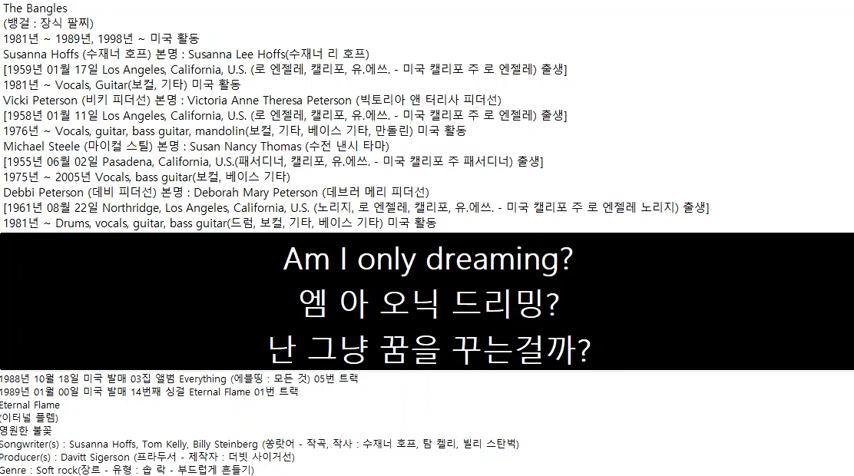 The Bangles
(뱅걸 : 장식 팔찌)
1981년 ~ 1989년, 1998년 ~ 미국 활동
Susanna Hoffs (수재너 호프) 본명 : Susanna Lee Hoffs(수재너 리 호프)
[1959년 01월 17일 Los Angeles, California, U.S. (로 엔젤레, 캘리포, 유.에쓰. - 미국 캘리포 주 로 엔젤레) 출생]
1981년 ~ Vocals, Guitar(보컬, 기타) 미국 활동
Vicki Peterson (비키 피더선) 본명 : Victoria Anne Theresa Peterson (빅토리아 앤 터리사 피더선)
[1958년 01월 11일 Los Angeles, California, U.S. (로 엔젤레, 캘리포, 유.에쓰. - 미국 캘리포 주 로 엔젤레) 출생]
1976년 ~ Vocals, guitar, bass guitar, mandolin(보컬, 기타, 베이스 기타, 만돌린) 미국 활동
Michael Steele (마이컬 스틸) 본명 : Susan Nancy Thomas (수전 낸시 타마)
[1955년 06월 02일 Pasadena, California, U.S.(패서디너, 캘리포, 유.에쓰. - 미국 캘리포 주 패서디너) 출생]
1975년 ~ 2005년 Vocals, bass guitar(보컬, 베이스 기타)
Debbi Peterson (데비 피더선) 본명 : Deborah Mary Peterson (데브러 메리 피더선)
[1961년 08월 22일 Northridge, Los Angeles, California, U.S. (노리지, 로 엔젤레, 캘리포, 유.에쓰. - 미국 캘리포 주 로 엔젤레 노리지) 출생]
1981년 ~ Drums, vocals, guitar, bass guitar(드럼, 보컬, 기타, 베이스 기타) 미국 활동
Am I only dreaming?
엠 아 오닉 드리밍?
난 그냥 꿈을 꾸는걸까?
1988년 10월 18일 미국 발매 03집 앨범 Everything (에블띵 : 모든 것) 05번 트랙
1989년 01월 00일 미국 발매 14번째 싱걸 Eternal Flame 01번 트랙
Eternal Flame
(이터널 플렘)
영원한 불꽃
Songwriter(s) : Susanna Hoffs, Tom Kelly, Billy Steinberg (쏭랏어 - 작곡, 작사 : 수재너 호프, 탐 켈리, 빌리 스탄벅)
Producer(s) : Davitt Sigerson (프라두서 - 제작자 : 더빗 사이거선)
Genre : Soft rock(장르 - 유형 : 솝 락 - 부드럽게 흔들기)